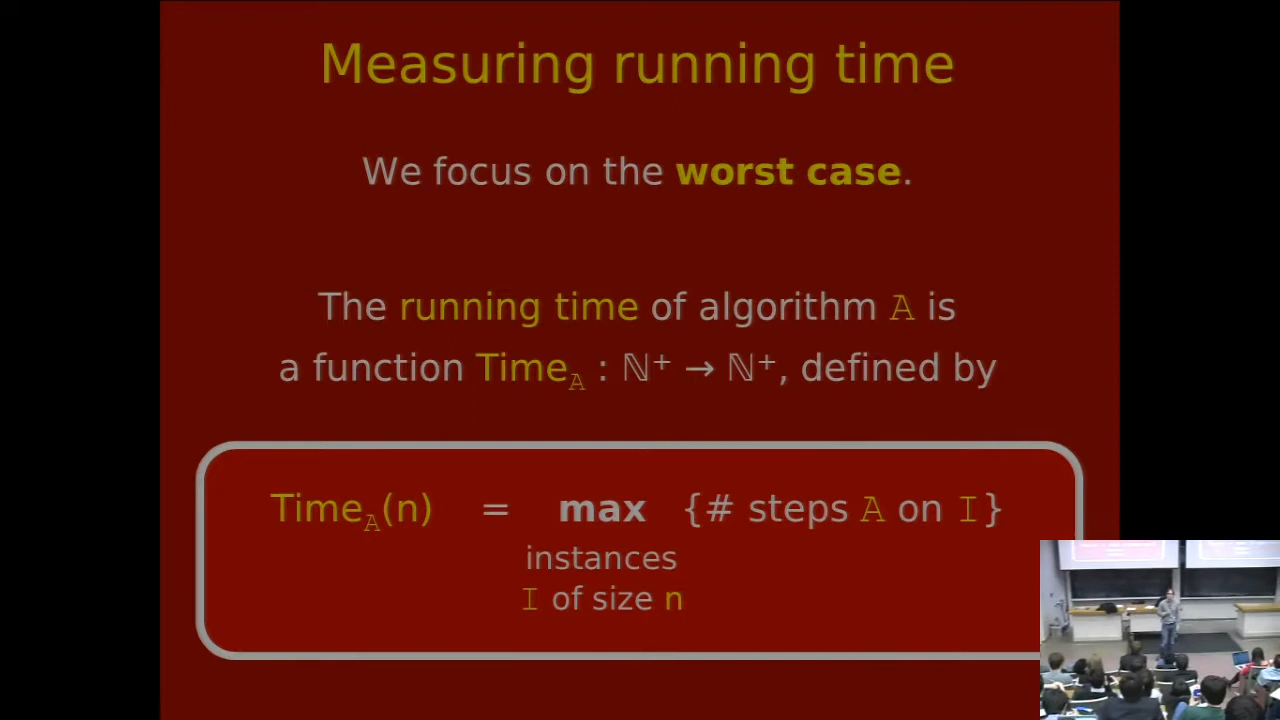 Measuring running time
We focus on the worst case.
The running time of algorithm A is
a function Time_A : ℕ⁺ → ℕ⁺, defined by
Time_A(n) = max {# steps A on I}
instances
I of size n